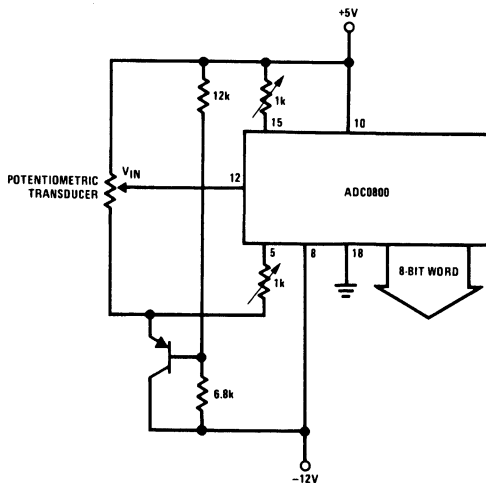 +5V
12k
1k
15
10
POTENTIOMETRIC
TRANSDUCER
VIN
12
ADC0800
5
8
18
8-BIT WORD
1k
6.8k
−12V